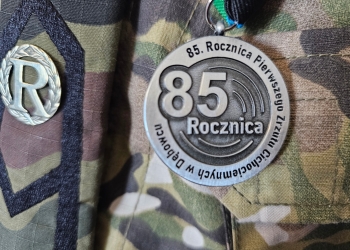 R
85. Rocznica Pierwszego Zrzutu Cichociemnych w Dębowcu
85
Rocznica